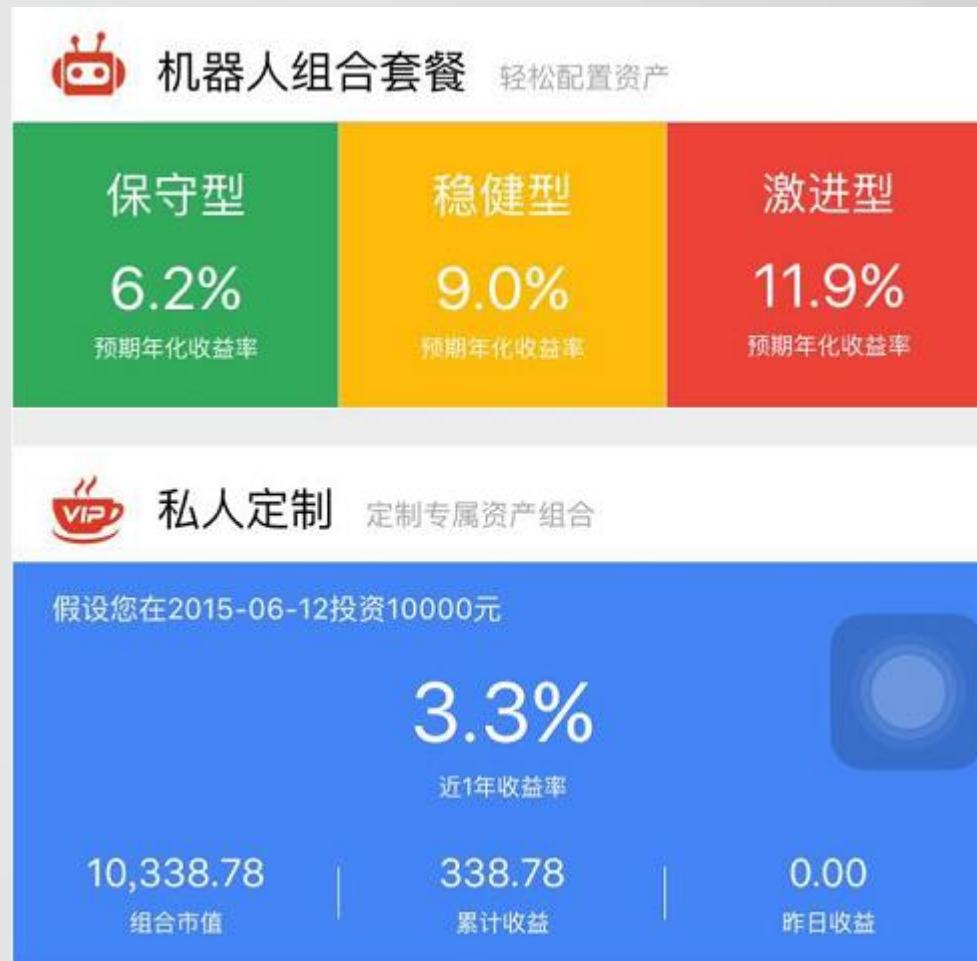 机器人组合套餐 轻松配置资产
保守型 稳健型 激进型
6.2% 9.0% 11.9%
预期年化收益率 预期年化收益率 预期年化收益率
VIP 私人定制 定制专属资产组合
假设您在2015-06-12投资10000元
3.3%
近1年收益率
10,338.78 338.78 0.00
组合市值 累计收益 昨日收益